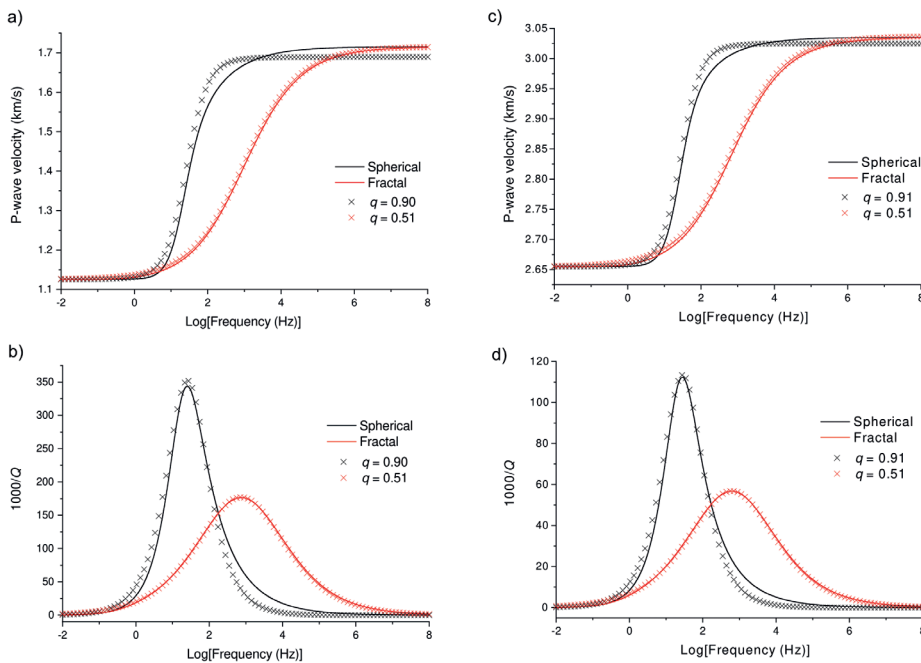 a)
P-wave velocity (km/s)
1.7
1.6
1.5
1.4
1.3
1.2
1.1
-2
0
2
4
6
8
Log[Frequency (Hz)]
Spherical
Fractal
q = 0.90
q = 0.51
c)
P-wave velocity (km/s)
3.05
3.00
2.95
2.90
2.85
2.80
2.75
2.70
2.65
-2
0
2
4
6
8
Log[Frequency (Hz)]
Spherical
Fractal
q = 0.91
q = 0.51
b)
1000/Q
350
300
250
200
150
100
50
0
-2
0
2
4
6
8
Log[Frequency (Hz)]
Spherical
Fractal
q = 0.90
q = 0.51
d)
1000/Q
120
100
80
60
40
20
0
-2
0
2
4
6
8
Log[Frequency (Hz)]
Spherical
Fractal
q = 0.91
q = 0.51